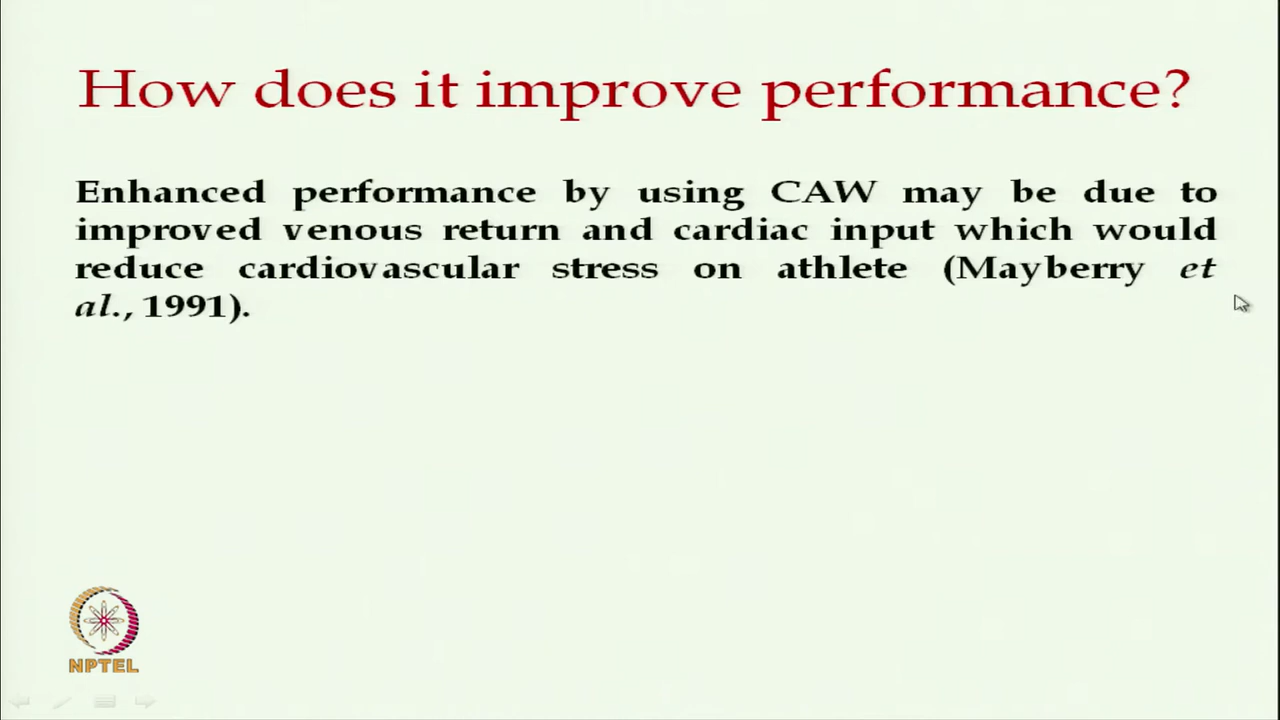 How does it improve performance?
Enhanced performance by using CAW may be due to
improved venous return and cardiac input which would
reduce cardiovascular stress on athlete (Mayberry et
al., 1991).
NPTEL